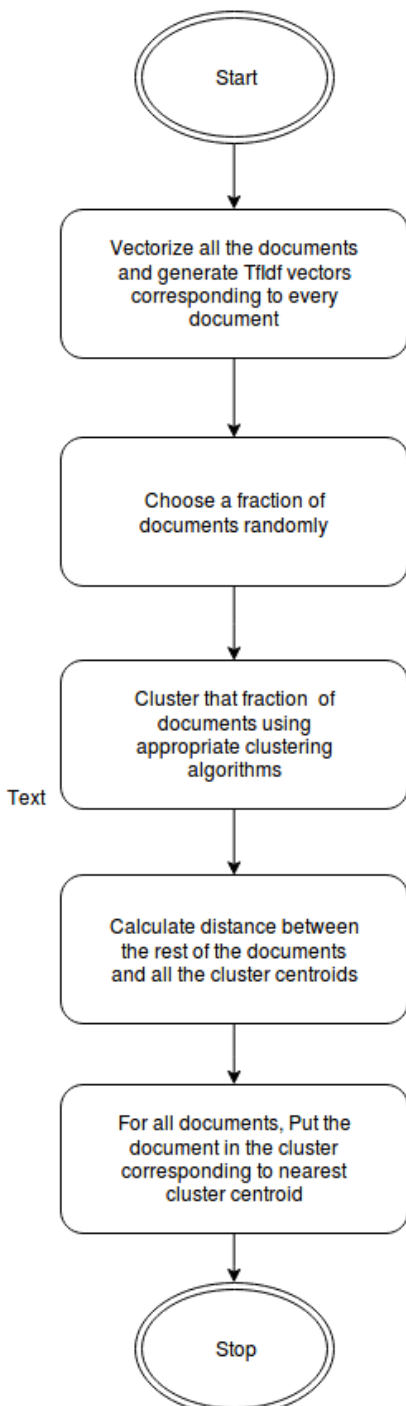 Start
Vectorize all the documents
and generate TfIdf vectors
corresponding to every
document
Choose a fraction of
documents randomly
Cluster that fraction of
documents using
appropriate clustering
algorithms
Text
Calculate distance between
the rest of the documents
and all the cluster centroids
For all documents, Put the
document in the cluster
corresponding to nearest
cluster centroid
Stop